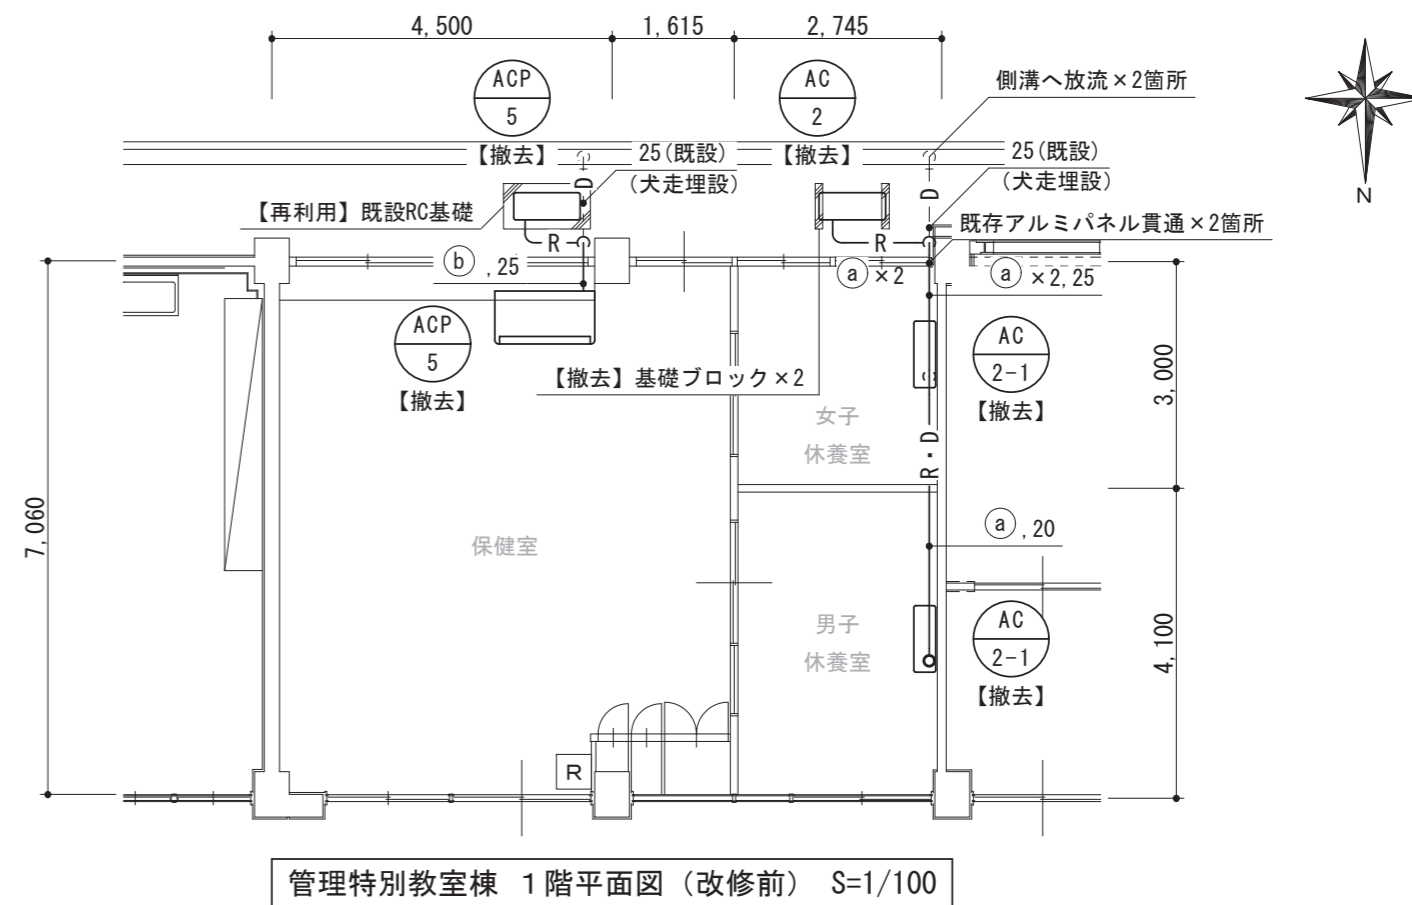 4,500
1,615
2,745
ACP
5
【撤去】
AC
2
【撤去】
側溝へ放流×2箇所
N
25(既設)
(犬走埋設)
25(既設)
(犬走埋設)
D
D
【再利用】既設RC基礎
R
R
既存アルミパネル貫通×2箇所
ⓑ ,25
ⓐ ×2
ⓐ ×2,25
ACP
5
【撤去】
AC
2-1
【撤去】
【撤去】基礎ブロック×2
3,000
女子
休養室
R・D
7,060
保健室
ⓐ ,20
男子
休養室
AC
2-1
【撤去】
4,100
R
管理特別教室棟 1階平面図(改修前) S=1/100